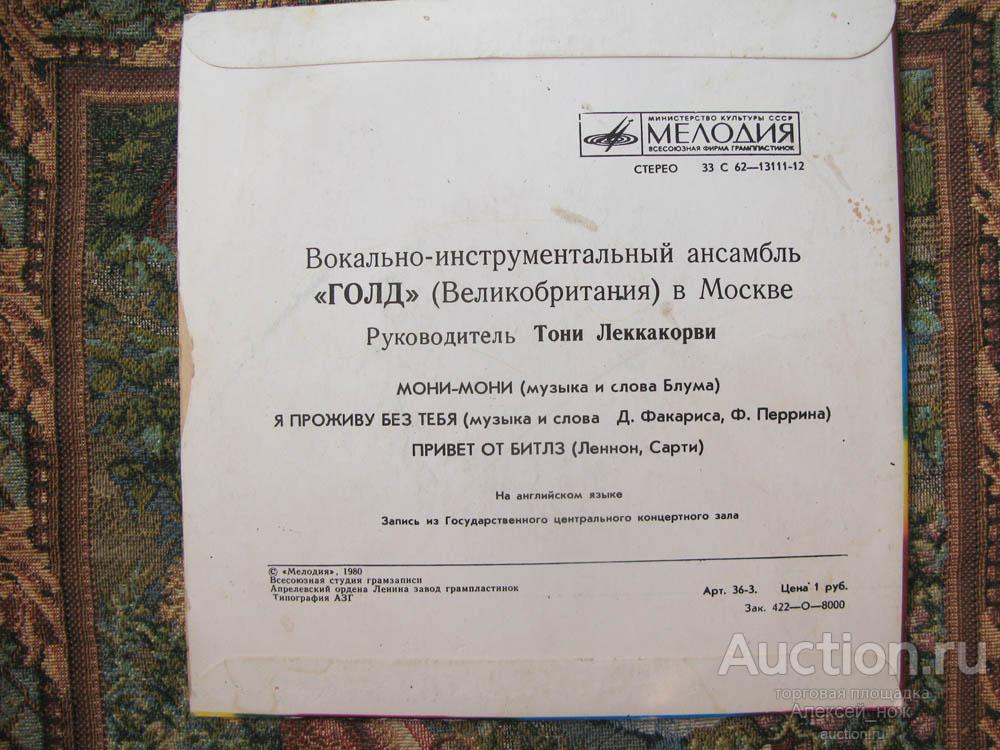 МИНИСТЕРСТВО КУЛЬТУРЫ СССР
МЕЛОДИЯ
ВСЕСОЮЗНАЯ ФИРМА ГРАМПЛАСТИНОК
СТЕРЕО 33 С 62—13111-12
Вокально-инструментальный ансамбль
«ГОЛД» (Великобритания) в Москве
Руководитель Тони Леккакорви
МОНИ-МОНИ (музыка и слова Блума)
Я ПРОЖИВУ БЕЗ ТЕБЯ (музыка и слова Д. Факариса, Ф. Перрина)
ПРИВЕТ ОТ БИТЛЗ (Леннон, Сарти)
На английском языке
Запись из Государственного центрального концертного зала
© «Мелодия», 1980
Всесоюзная студия грамзаписи
Апрелевский ордена Ленина завод грампластинок
Типография АЗГ
Арт. 36-3. Цена 1 руб.
Зак. 422—О—8000
Auction.ru
торговая площадка
Алексей_нож
auction.ru